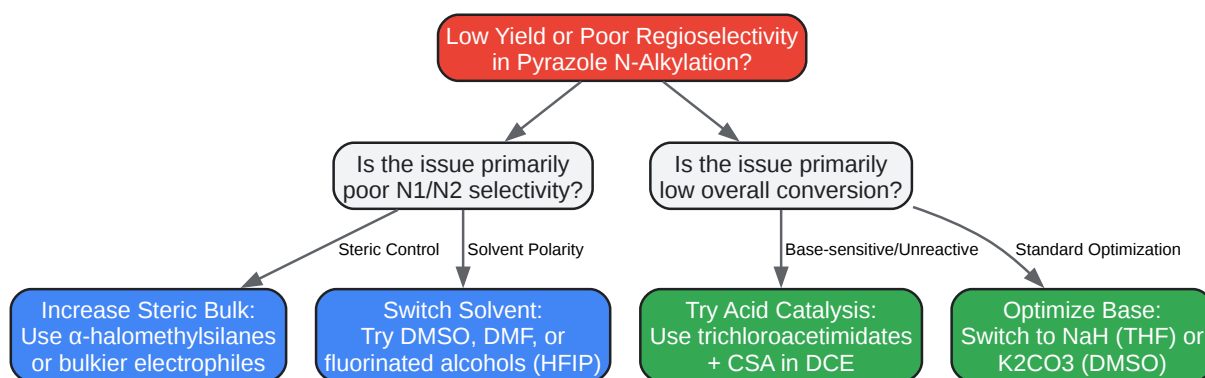 Low Yield or Poor Regioselectivity
in Pyrazole N-Alkylation?
Is the issue primarily
poor N1/N2 selectivity?
Is the issue primarily
low overall conversion?
Steric Control
Solvent Polarity
Base-sensitive/Unreactive
Standard Optimization
Increase Steric Bulk:
Use α-halomethylsilanes
or bulkier electrophiles
Switch Solvent:
Try DMSO, DMF, or
fluorinated alcohols (HFIP)
Try Acid Catalysis:
Use trichloroacetimidates
+ CSA in DCE
Optimize Base:
Switch to NaH (THF) or
K2CO3 (DMSO)